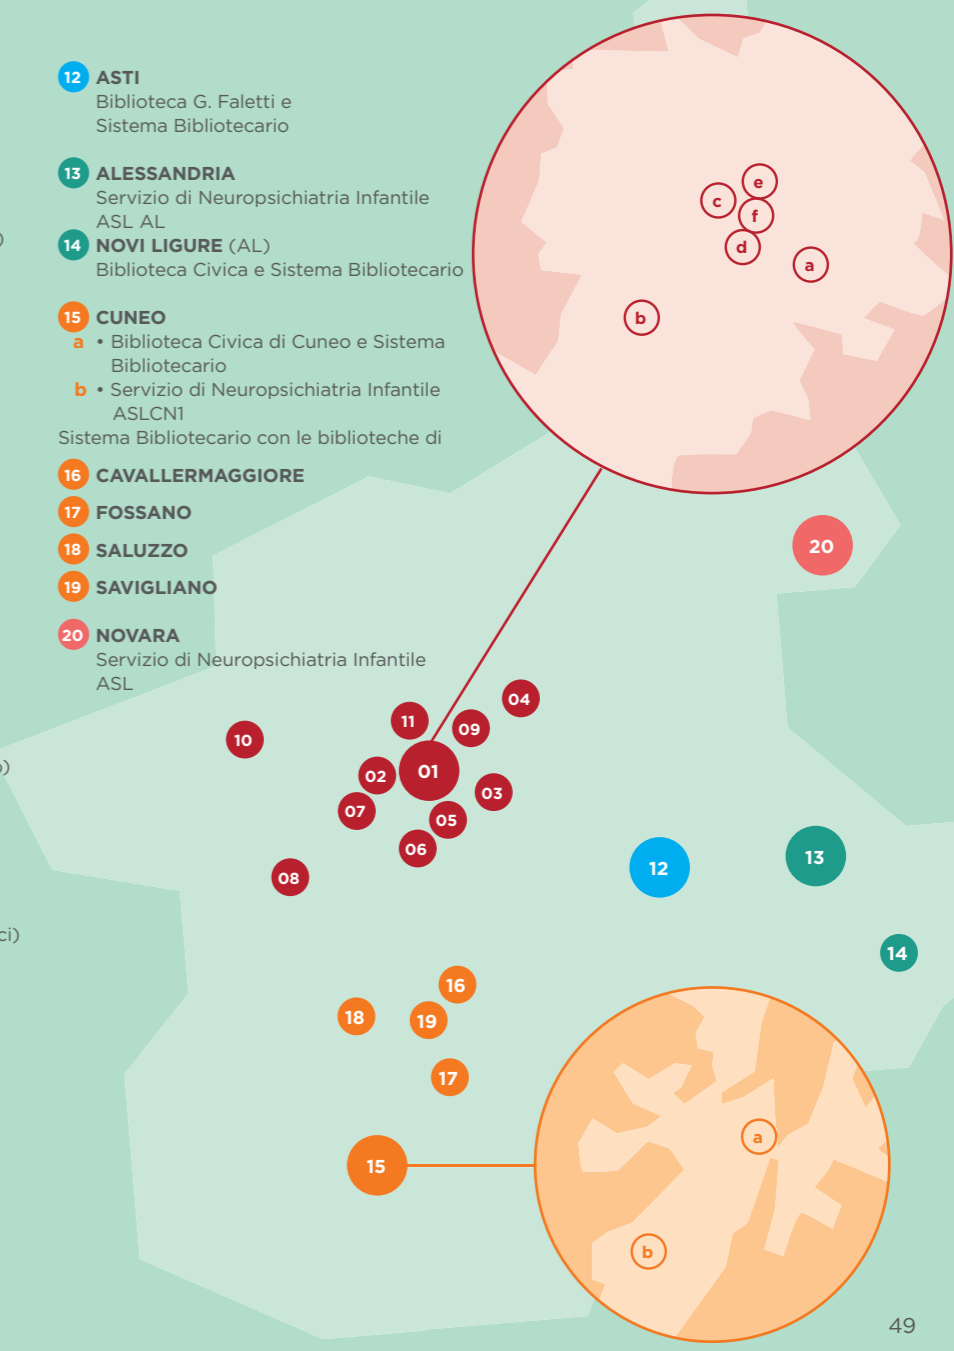 12 ASTI
Biblioteca G. Faletti e
Sistema Bibliotecario
13 ALESSANDRIA
Servizio di Neuropsichiatria Infantile
ASL AL
14 NOVI LIGURE (AL)
Biblioteca Civica e Sistema Bibliotecario
15 CUNEO
a • Biblioteca Civica di Cuneo e Sistema
Bibliotecario
b • Servizio di Neuropsichiatria Infantile
ASLCN1
Sistema Bibliotecario con le biblioteche di
16 CAVALLERMAGGIORE
17 FOSSANO
18 SALUZZO
19 SAVIGLIANO
20 NOVARA
Servizio di Neuropsichiatria Infantile
ASL
)
)
ci)
e
c
f
d
a
b
20
04
11
09
10
01
02
03
07
05
06
08
12
13
14
16
18
19
17
15
a
b
49